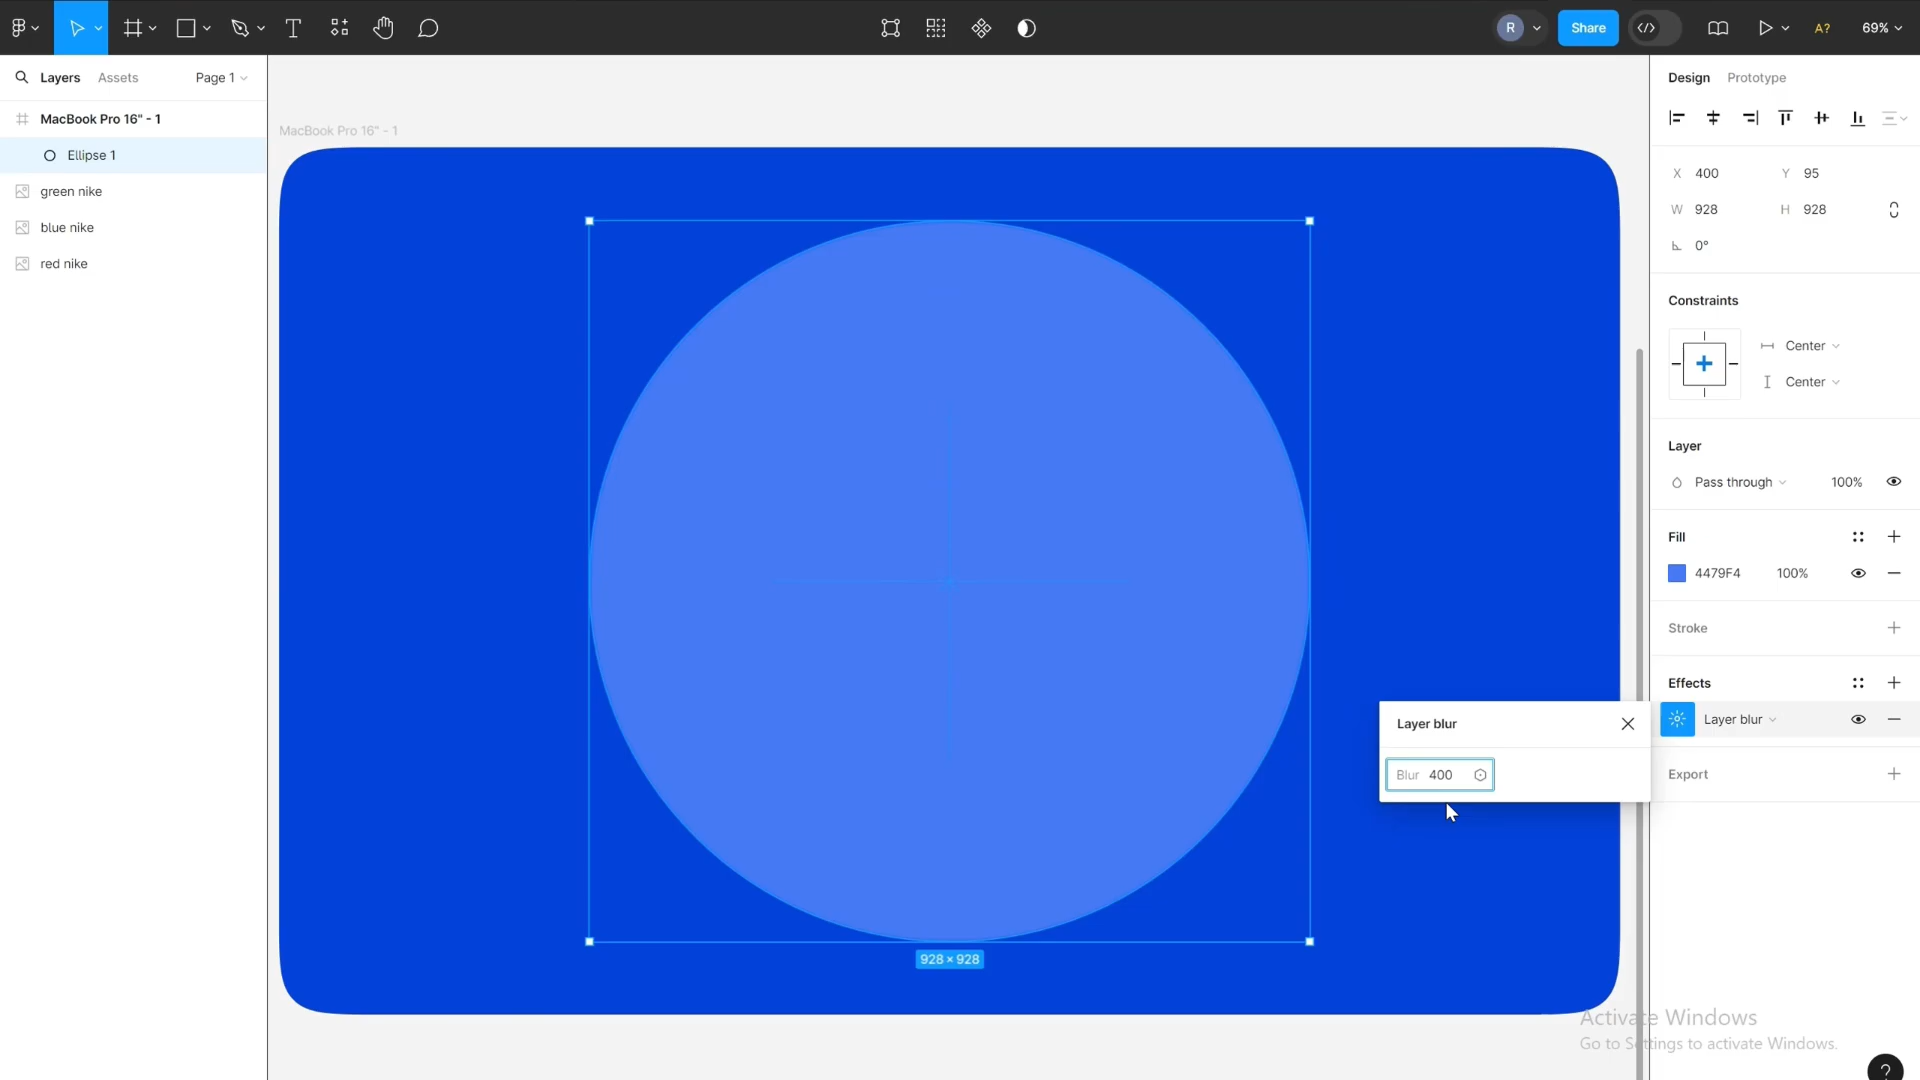 R
Share
A?
69%
Layers Assets Page 1
MacBook Pro 16" - 1
Ellipse 1
green nike
blue nike
red nike
MacBook Pro 16" - 1
928 × 928
Design Prototype
X 400 Y 95
W 928 H 928
0°
Constraints
Center
Center
Layer
Pass through 100%
Fill
4479F4 100%
Stroke
Effects
Layer blur
Export
Layer blur
Blur 400
Activate Windows
Go to Settings to activate Windows.
?